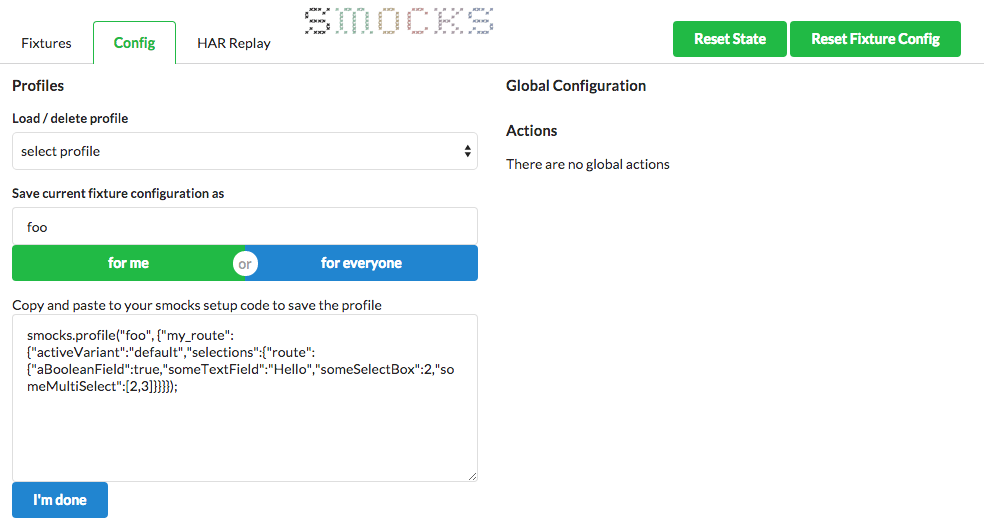 SMOCKS
Fixtures
Config
HAR Replay
Reset State
Reset Fixture Config
Profiles
Load / delete profile
select profile
Save current fixture configuration as
foo
for me
or
for everyone
Copy and paste to your smocks setup code to save the profile
smocks.profile("foo", {"my_route":
{"activeVariant":"default","selections":{"route":
{"aBooleanField":true,"someTextField":"Hello","someSelectBox":2,"so
meMultiSelect":[2,3]}}}});
I'm done
Global Configuration
Actions
There are no global actions